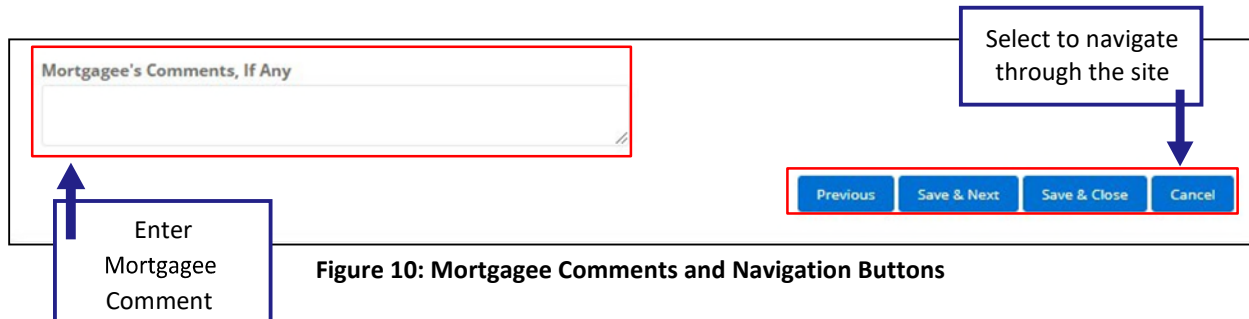 Select to navigate
through the site
Mortgagee's Comments, If Any
Previous
Save & Next
Save & Close
Cancel
Enter
Mortgagee
Comment
Figure 10: Mortgagee Comments and Navigation Buttons